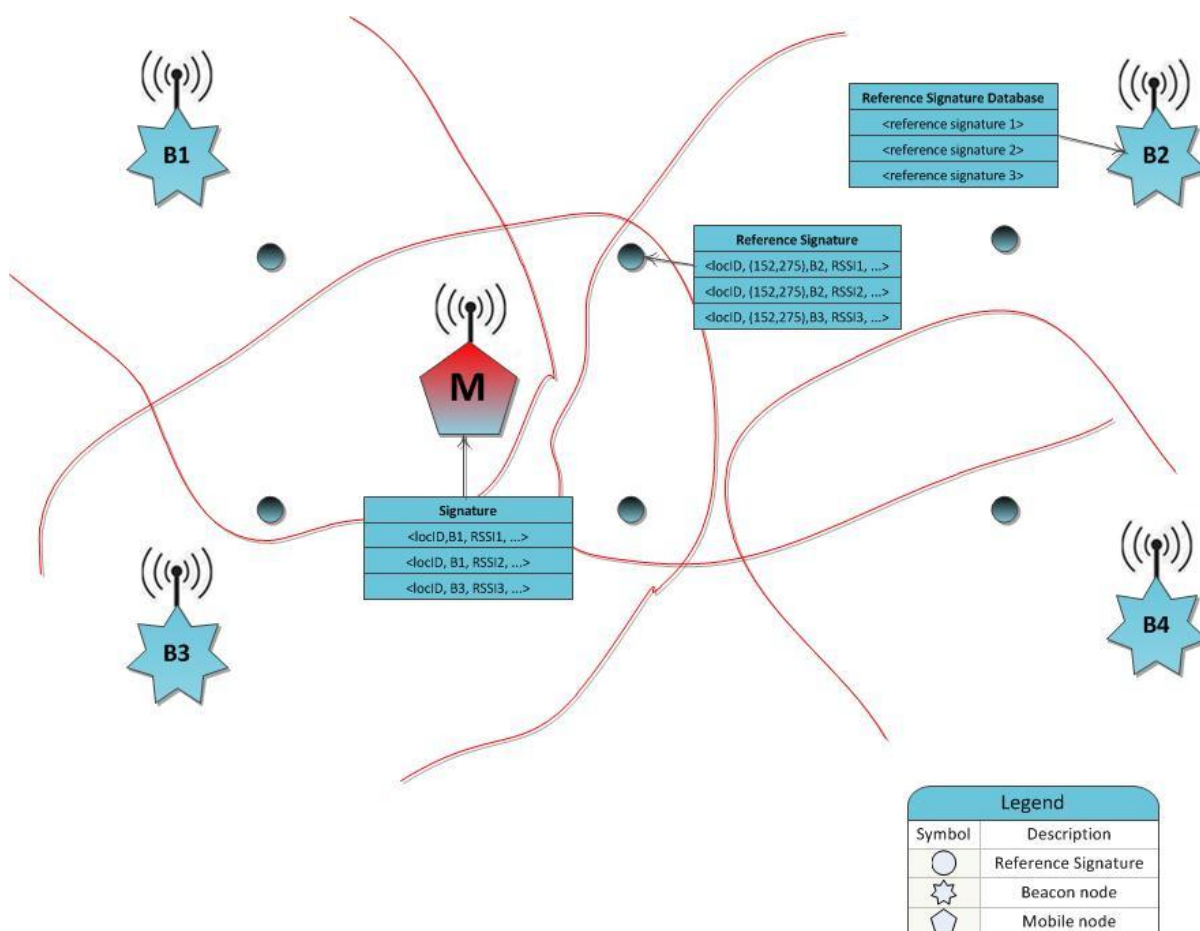 B1
Reference Signature Database
<reference signature 1>
<reference signature 2>
<reference signature 3>
B2
Reference Signature
<locID, {152,275},B2, RSSI1, ...>
<locID, {152,275},B2, RSSI2, ...>
<locID, {152,275},B3, RSSI3, ...>
M
Signature
<locID,B1, RSSI1, ...>
<locID, B1, RSSI2, ...>
<locID, B3, RSSI3, ...>
B3
B4
Legend
Symbol Description
Reference Signature
Beacon node
Mobile node